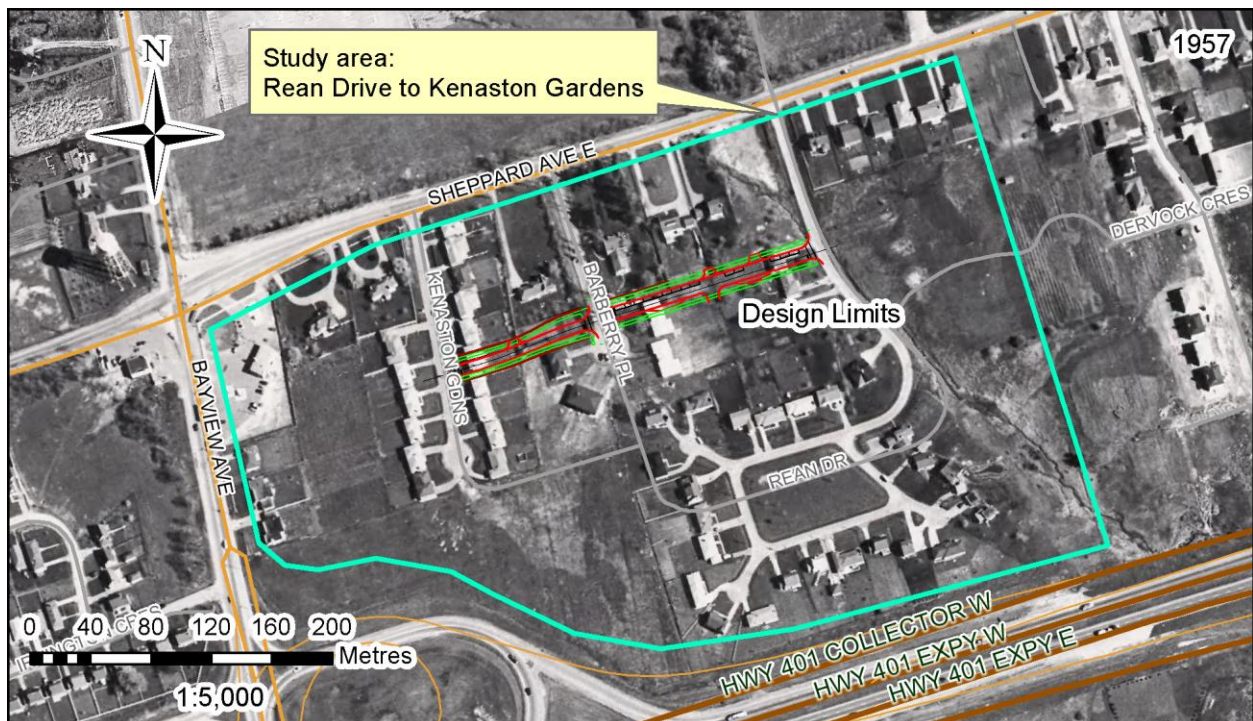 N
Study area:
Rean Drive to Kenaston Gardens
1957
SHEPPARD AVE E
DERVOCK CRES
KENASTON GDNS
BARBERRY PL
Design Limits
BAYVIEW AVE
REAN DR
CRES
0 40 80 120 160 200
Metres
1:5,000
HWY 401 COLLECTOR W
HWY 401 EXPY W
HWY 401 EXPY E